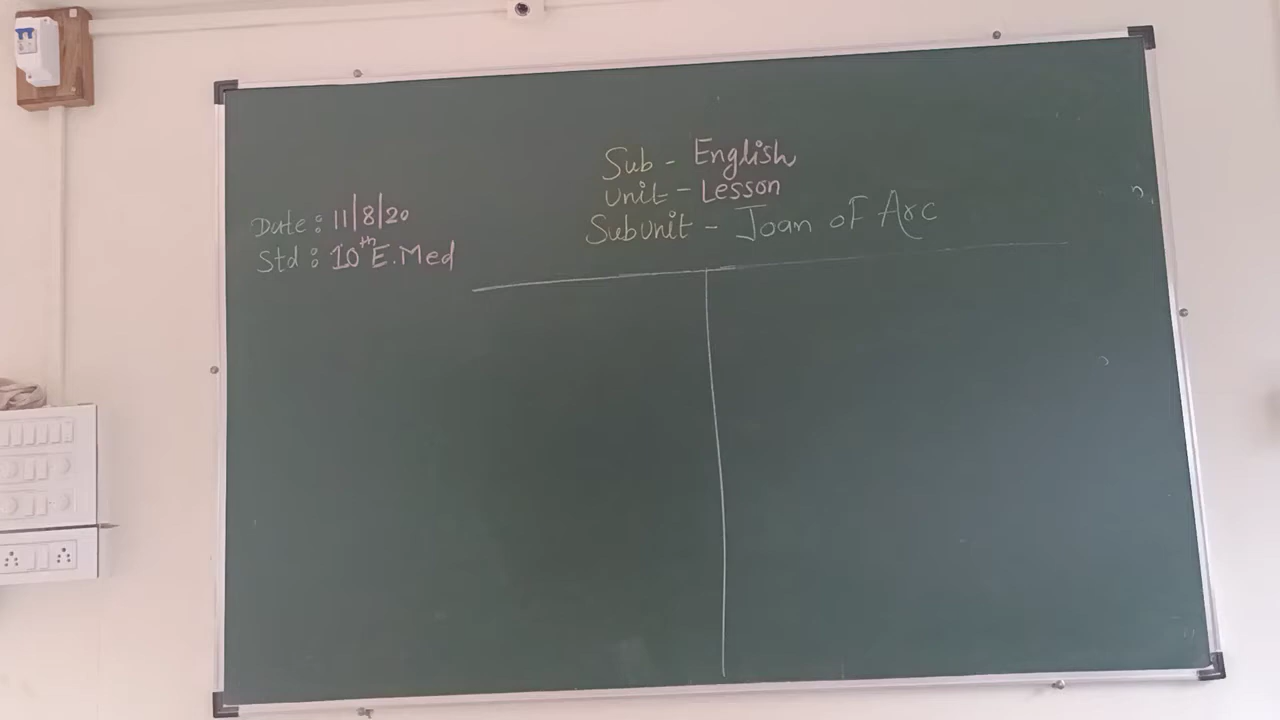 Sub - English
Unit - Lesson
Subunit - Joan of Arc
Date : 11/8/20
Std : 10th E.Med